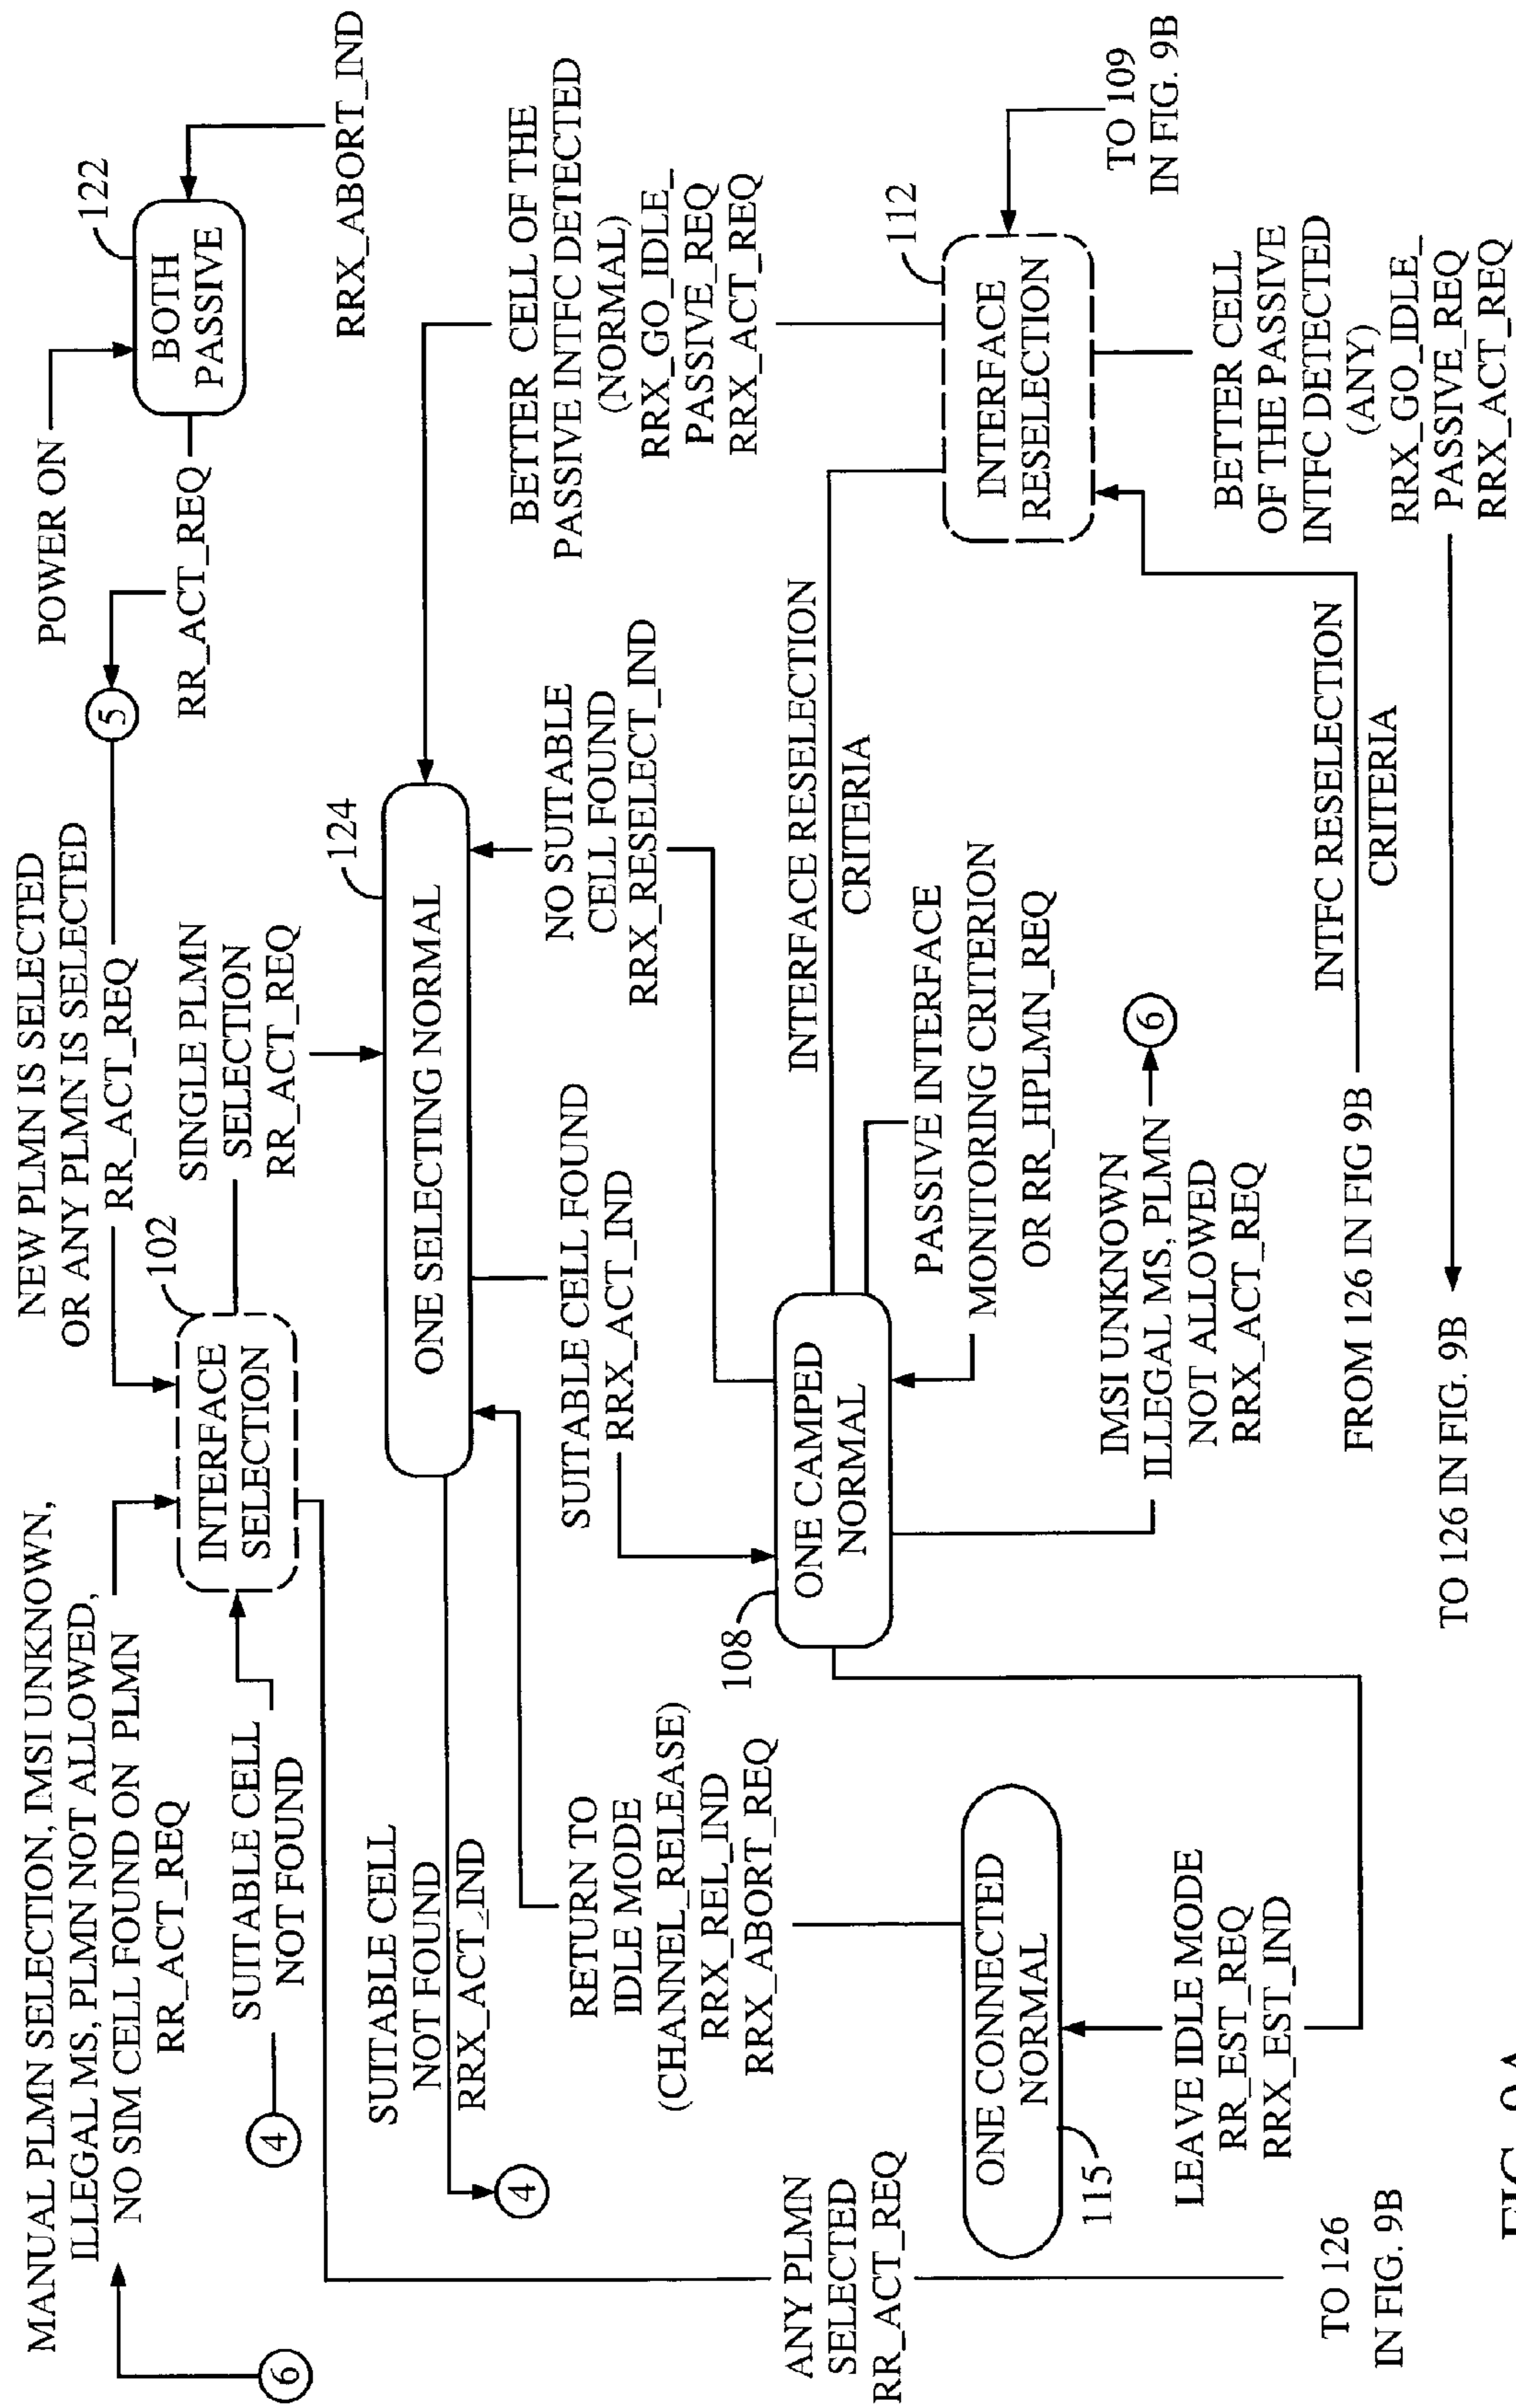 MANUAL PLMN SELECTION, IMSI UNKNOWN,
ILLEGAL MS, PLMN NOT ALLOWED,
NO SIM CELL FOUND ON PLMN
RR_ACT_REQ
6
NEW PLMN IS SELECTED
OR ANY PLMN IS SELECTED
RR_ACT_REQ
5
POWER ON
RR_ACT_REQ
BOTH
PASSIVE
122
RRX_ABORT_IND
4
SUITABLE CELL
NOT FOUND
INTERFACE
SELECTION
102
SINGLE PLMN
SELECTION
RR_ACT_REQ
ONE SELECTING NORMAL
124
SUITABLE CELL
NOT FOUND
RRX_ACT_IND
4
RETURN TO
IDLE MODE
(CHANNEL_RELEASE)
RRX_REL_IND
RRX_ABORT_REQ
SUITABLE CELL FOUND
RRX_ACT_IND
NO SUITABLE
CELL FOUND
RRX_RESELECT_IND
BETTER CELL OF THE
PASSIVE INTFC DETECTED
(NORMAL)
RRX_GO_IDLE_
PASSIVE_REQ
RRX_ACT_REQ
ANY PLMN
SELECTED
RR_ACT_REQ
TO 126
IN FIG. 9B
ONE CONNECTED
NORMAL
115
LEAVE IDLE MODE
RR_EST_REQ
RRX_EST_IND
108
ONE CAMPED
NORMAL
INTERFACE RESELECTION
CRITERIA
PASSIVE INTERFACE
MONITORING CRITERION
OR RR_HPLMN_REQ
IMSI UNKNOWN
ILLEGAL MS, PLMN
NOT ALLOWED
RRX_ACT_REQ
6
INTERFACE
RESELECTION
112
TO 109
IN FIG. 9B
BETTER CELL
OF THE PASSIVE
INTFC DETECTED
(ANY)
RRX_GO_IDLE_
PASSIVE_REQ
RRX_ACT_REQ
FROM 126 IN FIG 9B
INTFC RESELECTION
CRITERIA
TO 126 IN FIG. 9B
FIG. 9A